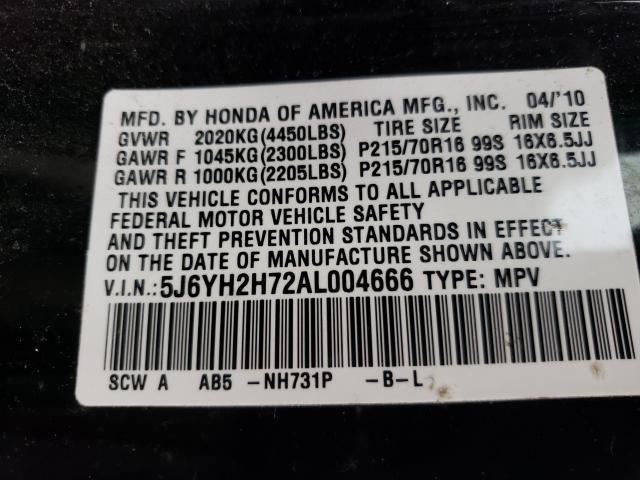 MFD. BY HONDA OF AMERICA MFG., INC. 04/'10
GVWR 2020KG(4450LBS) TIRE SIZE RIM SIZE
GAWR F 1045KG(2300LBS) P215/70R16 99S 16X6.5JJ
GAWR R 1000KG(2205LBS) P215/70R16 99S 16X6.5JJ
THIS VEHICLE CONFORMS TO ALL APPLICABLE
FEDERAL MOTOR VEHICLE SAFETY
AND THEFT PREVENTION STANDARDS IN EFFECT
ON THE DATE OF MANUFACTURE SHOWN ABOVE.
V.I.N.:5J6YH2H72AL004666 TYPE: MPV
SCW A AB5 -NH731P -B-L